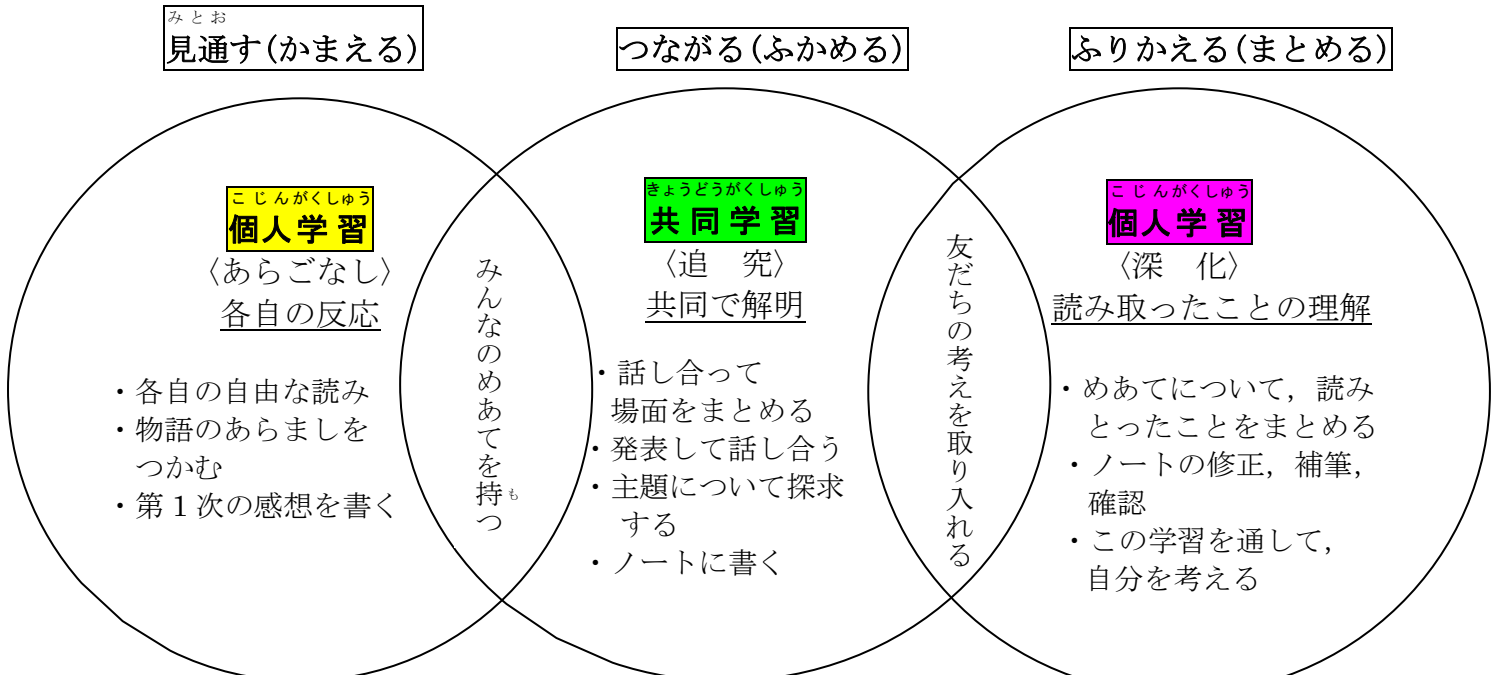 みとお
見通す(かまえる)
こじんがくしゅう
個人学習
〈あらごなし〉
各自の反応
・各自の自由な読み
・物語のあらましを
つかむ
・第1次の感想を書く
みんなのめあてを持つ
も
つながる(ふかめる)
きょうどうがくしゅう
共同学習
〈追　究〉
共同で解明
・話し合って
場面をまとめる
・発表して話し合う
・主題について探求
する
・ノートに書く
友だちの考えを取り入れる
ふりかえる(まとめる)
こじんがくしゅう
個人学習
〈深　化〉
読み取ったことの理解
・めあてについて，読み
とったことをまとめる
・ノートの修正，補筆，
確認
・この学習を通して，
自分を考える